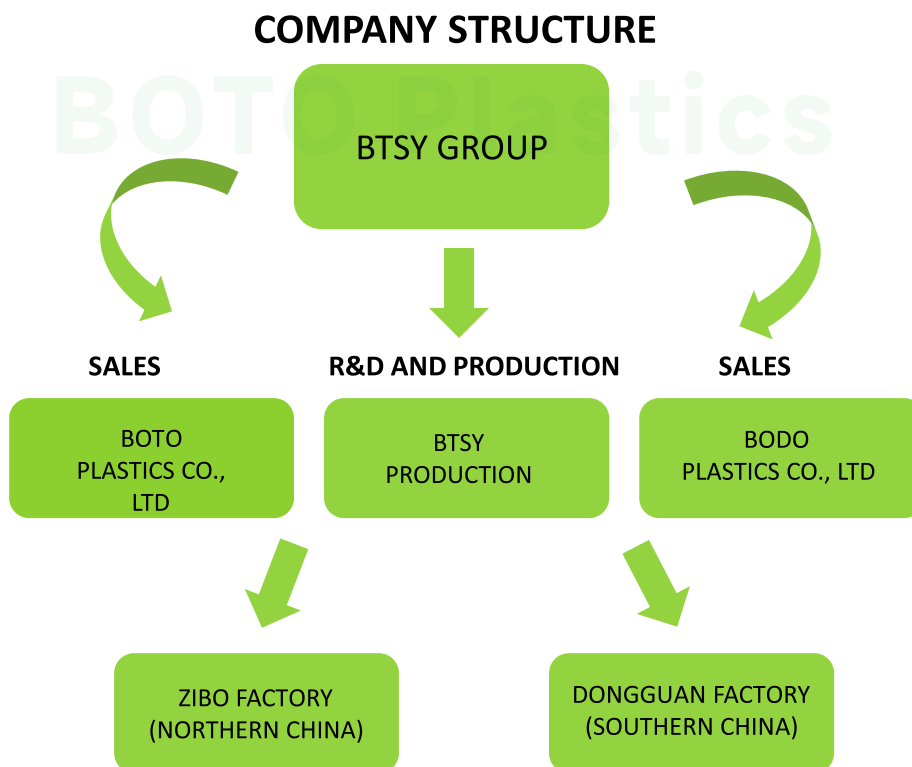 COMPANY STRUCTURE
BOTO Plastics
BTSY GROUP
SALES
R&D AND PRODUCTION
SALES
BOTO
PLASTICS CO.,
LTD
BTSY
PRODUCTION
BODO
PLASTICS CO., LTD
ZIBO FACTORY
(NORTHERN CHINA)
DONGGUAN FACTORY
(SOUTHERN CHINA)